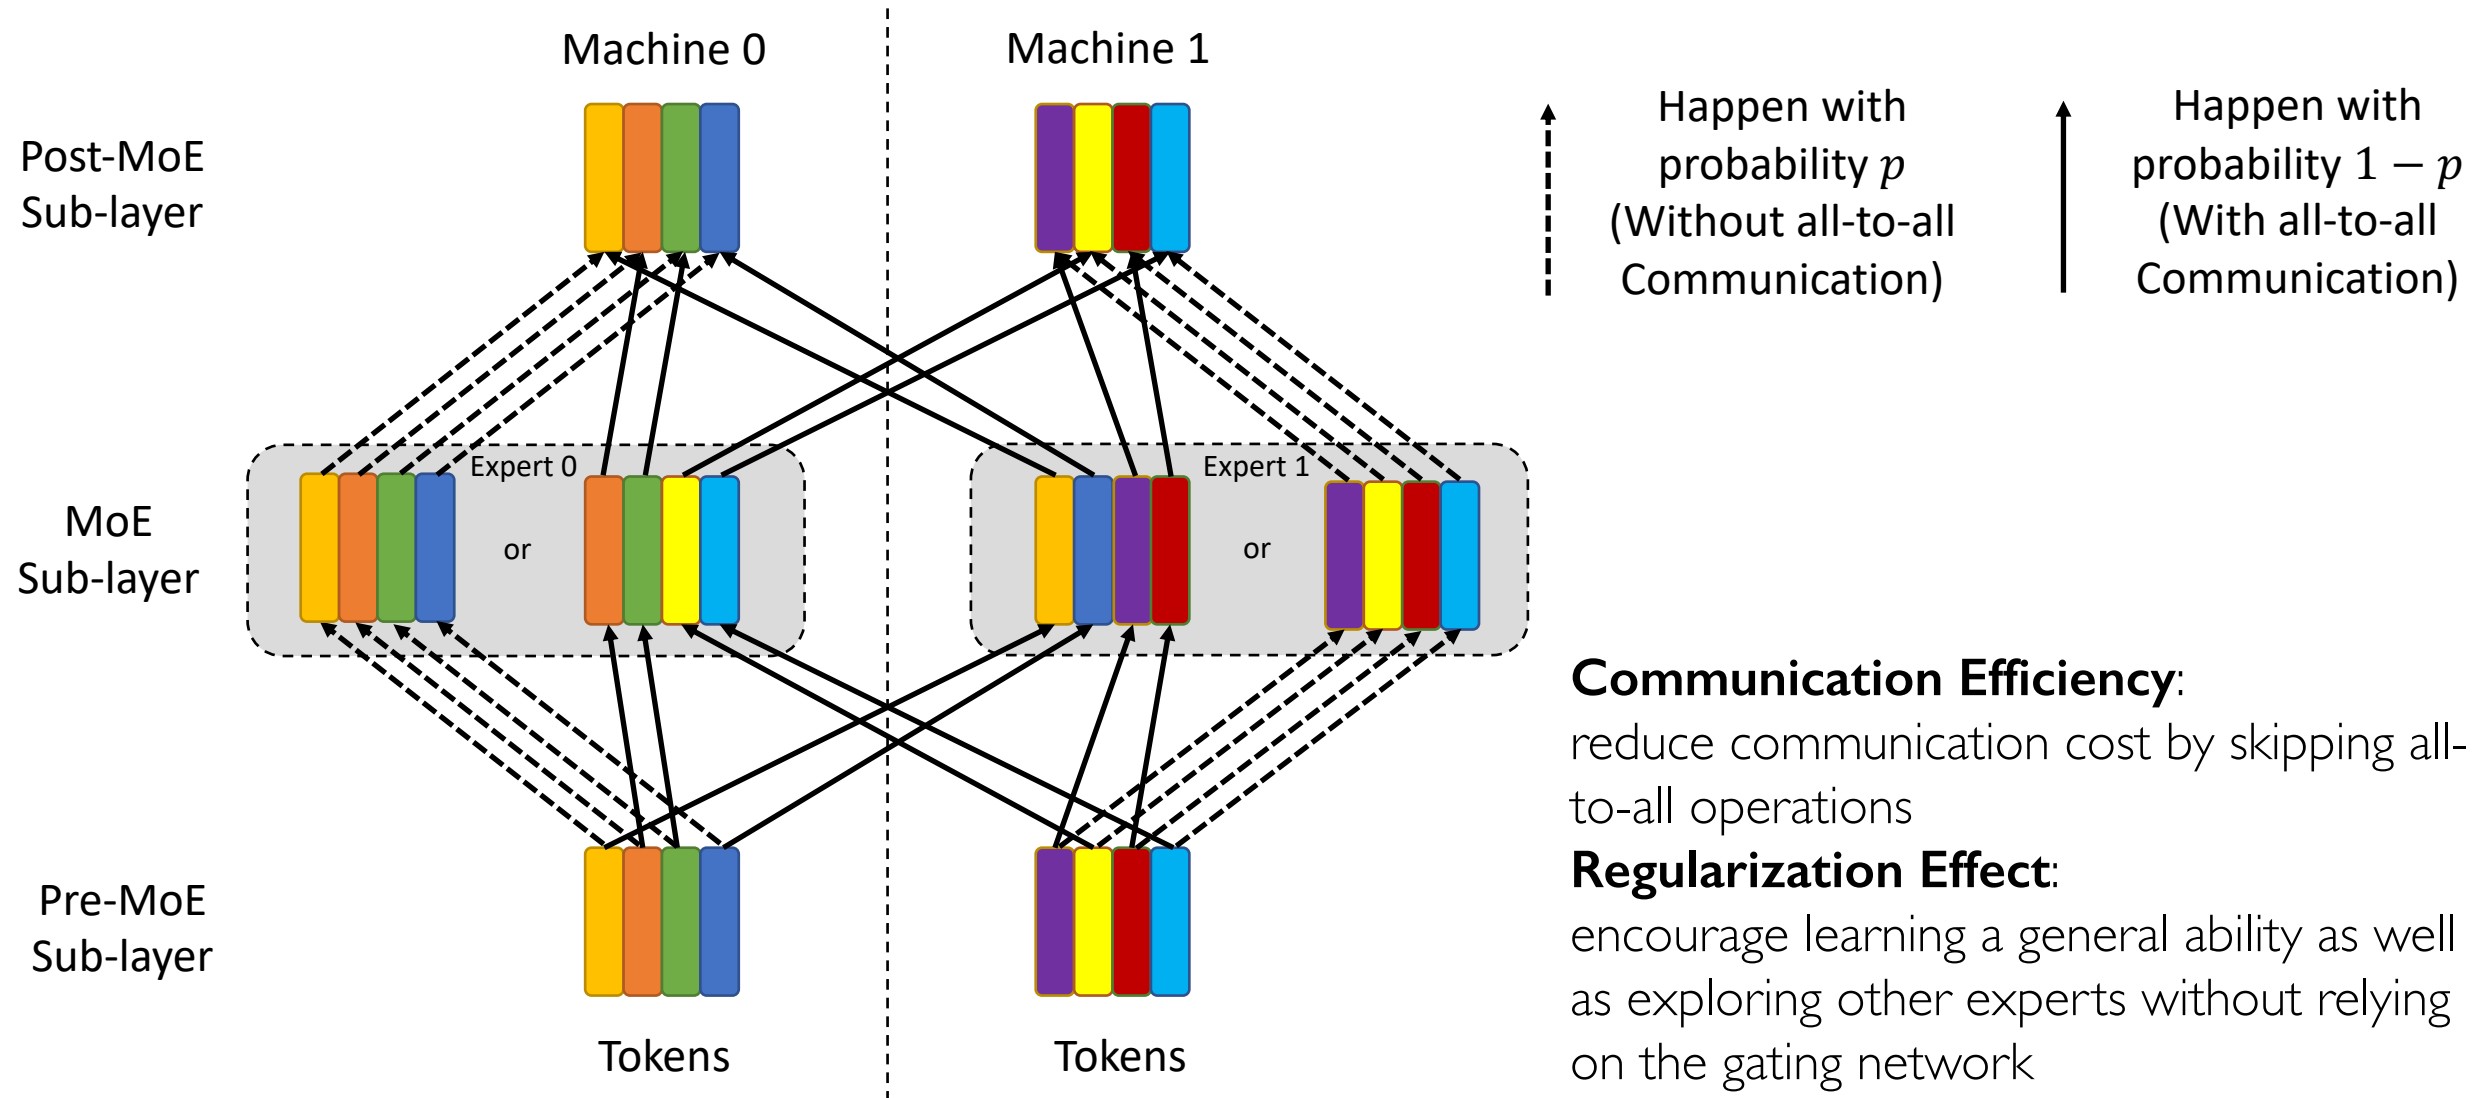 Machine 0
Machine 1
Post-MoE
Sub-layer
Happen with
probability p
(Without all-to-all
Communication)
Happen with
probability 1 − p
(With all-to-all
Communication)
MoE
Sub-layer
Expert 0
or
Expert 1
or
Communication Efficiency:
reduce communication cost by skipping all-
to-all operations
Regularization Effect:
encourage learning a general ability as well
as exploring other experts without relying
on the gating network
Pre-MoE
Sub-layer
Tokens
Tokens